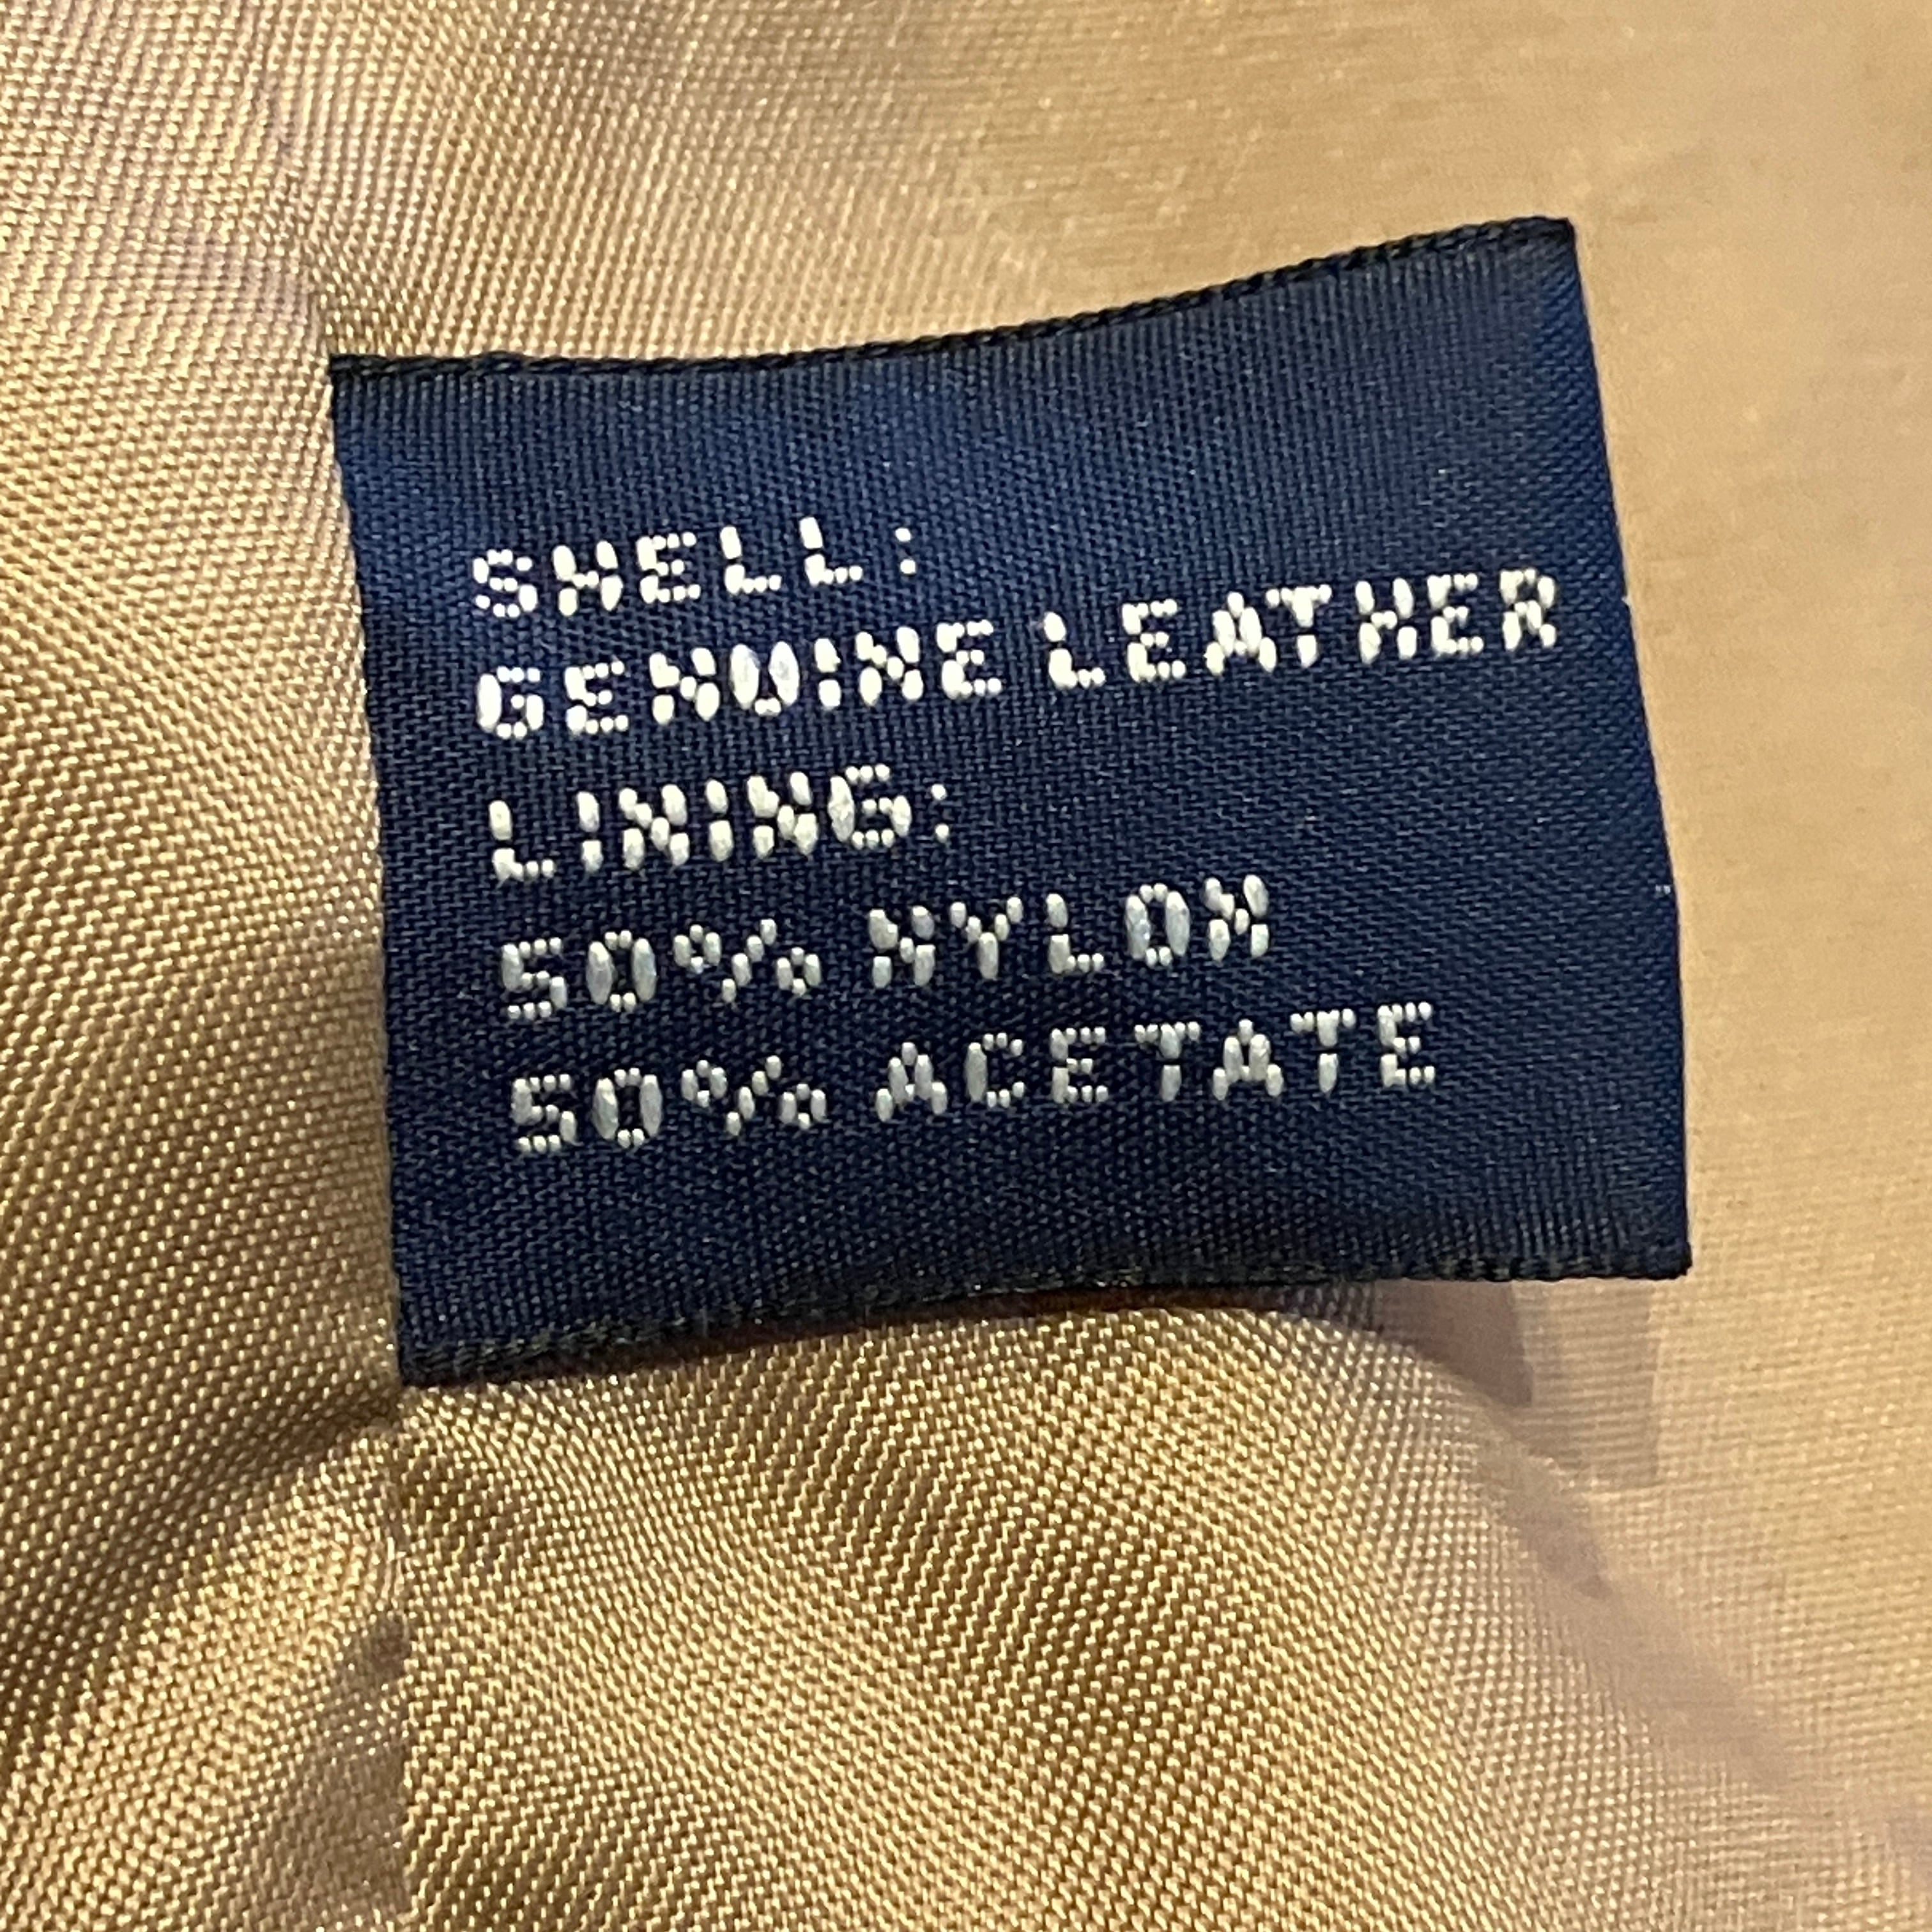 SHELL:
GENUINE LEATHER
LINING:
50% NYLON
50% ACETATE